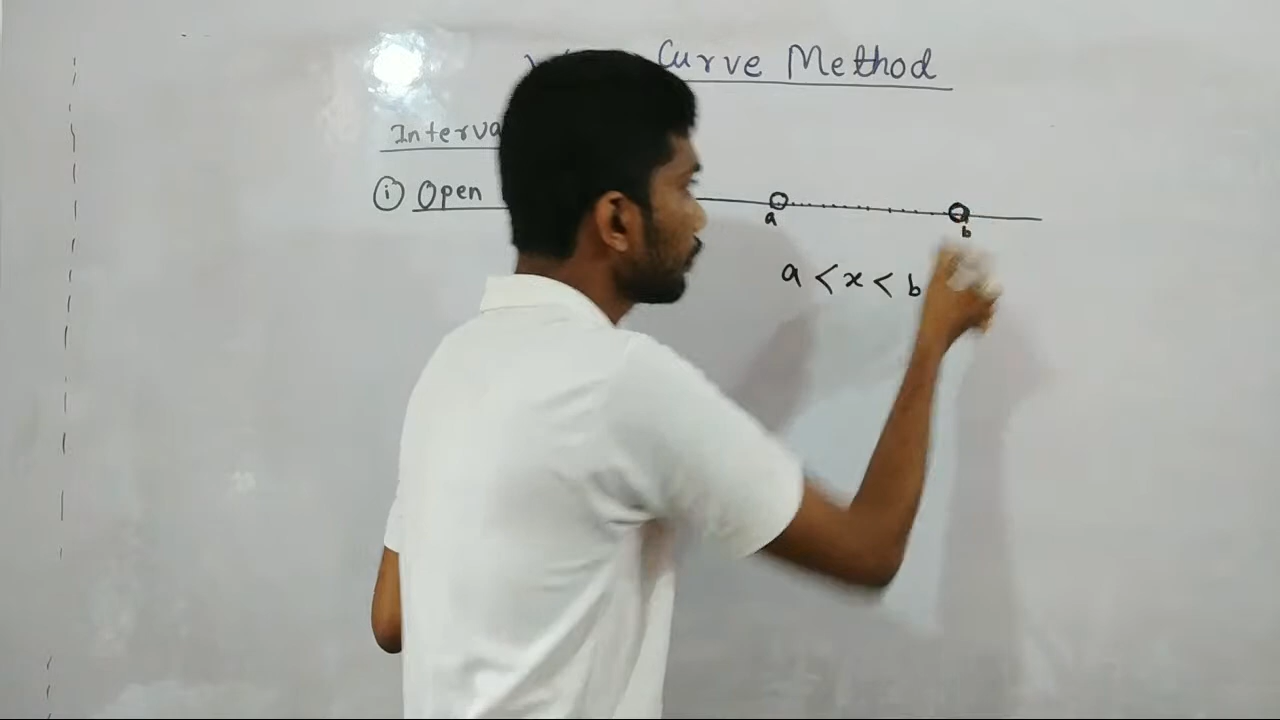 Curve Method
Interva
(i) Open
a b
a < x < b